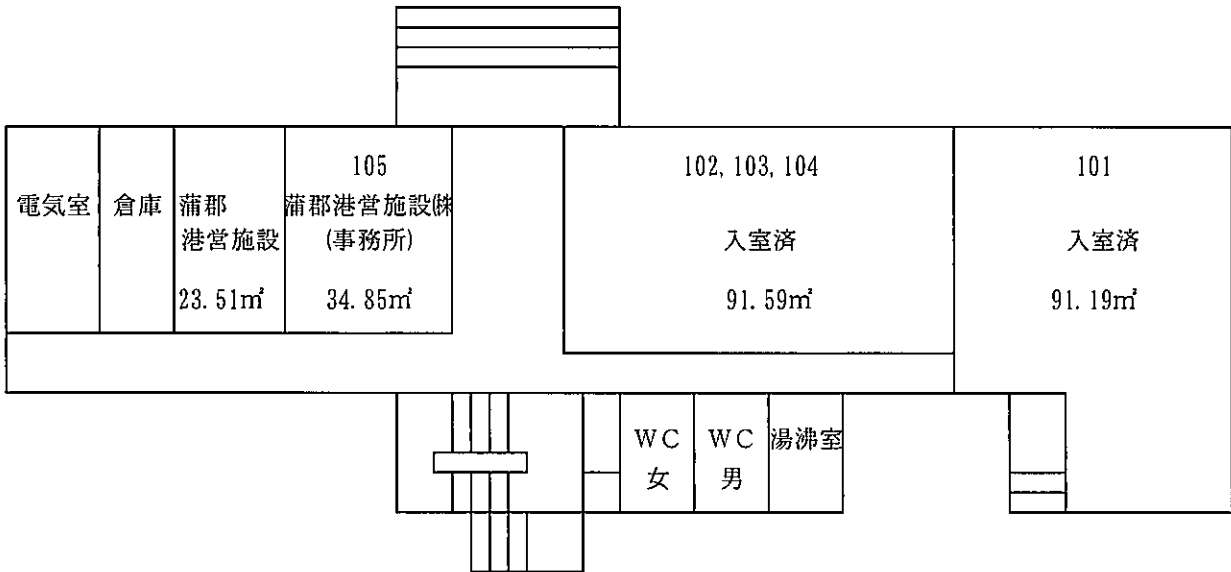 電気室
倉庫
蒲郡
港営施設
23.51㎡
105
蒲郡港営施設㈱
(事務所)
34.85㎡
102, 103, 104
入室済
91.59㎡
101
入室済
91.19㎡
WC
女
WC
男
湯沸室